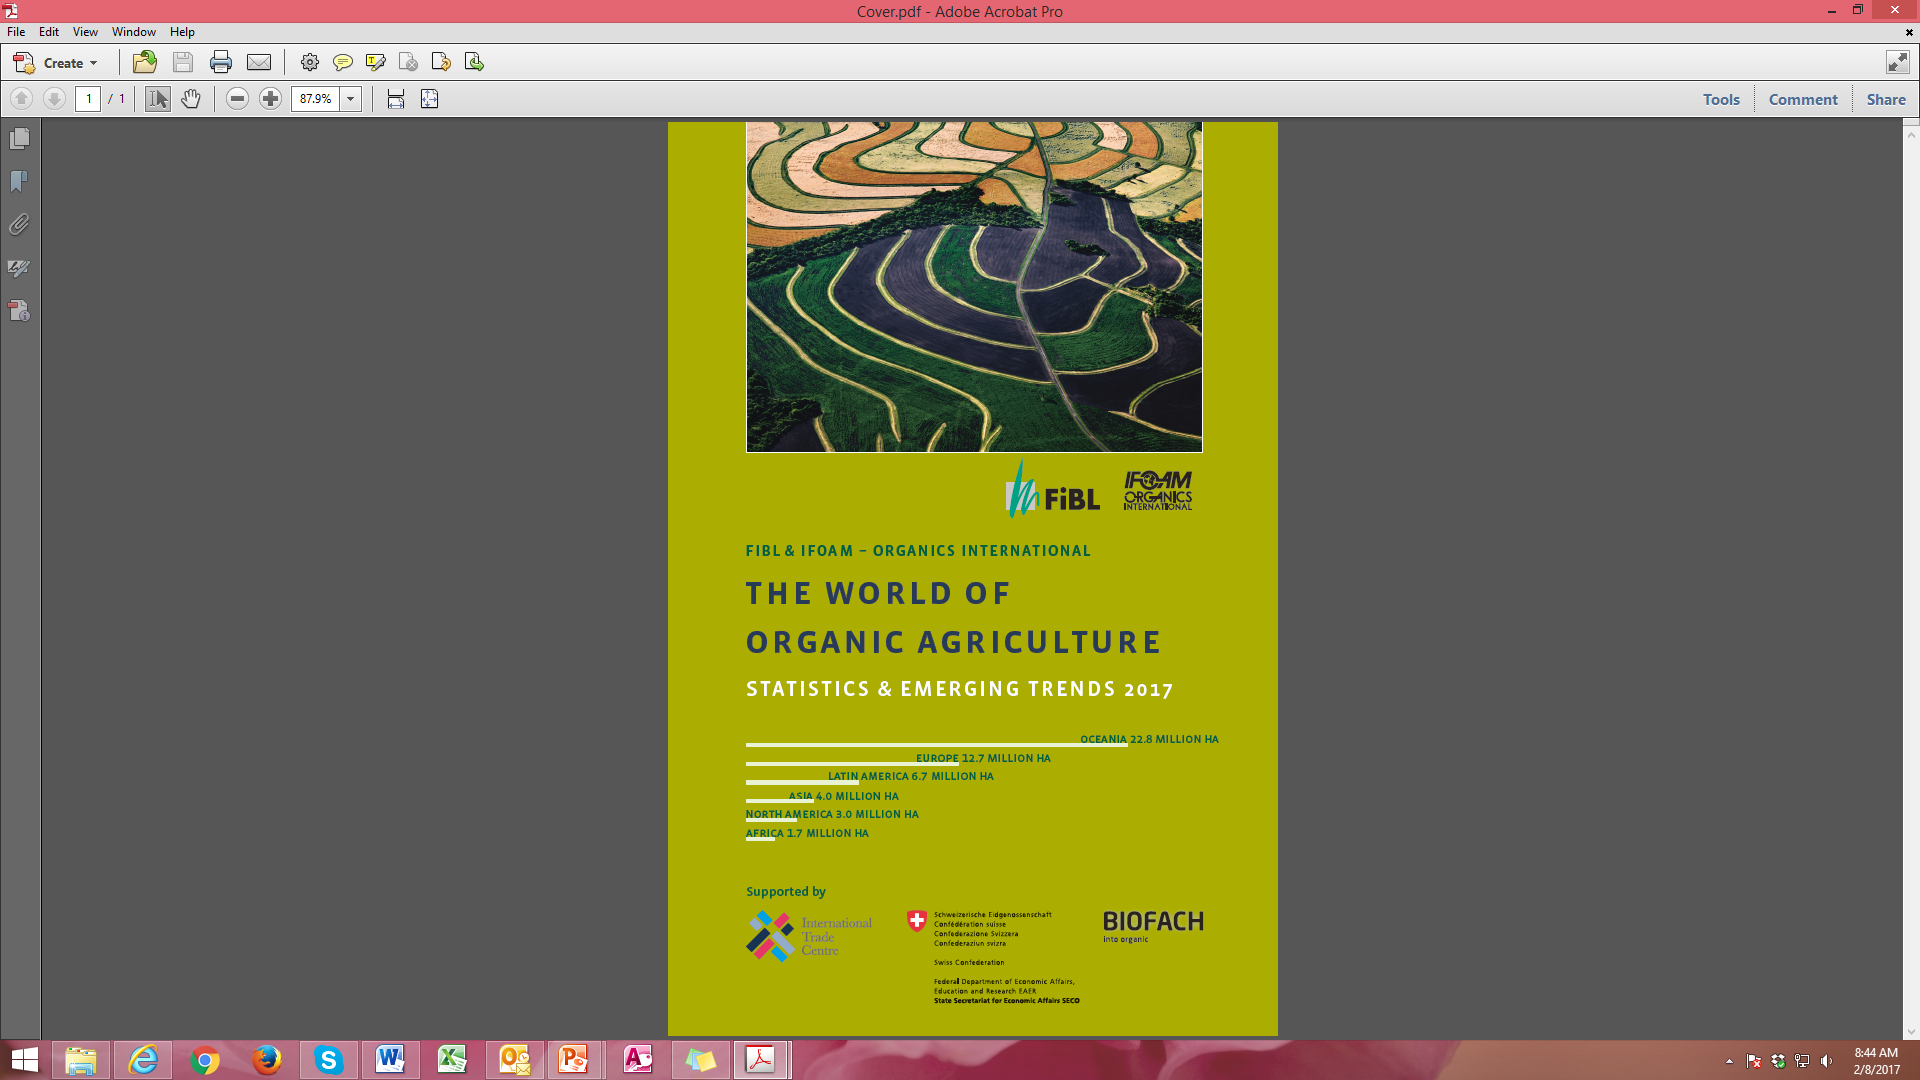 Cover.pdf - Adobe Acrobat Pro
File Edit View Window Help
Create
1 / 1 87.9% Tools Comment Share
FiBL IFOAM
ORGANICS
INTERNATIONAL
FIBL & IFOAM – ORGANICS INTERNATIONAL
THE WORLD OF
ORGANIC AGRICULTURE
STATISTICS & EMERGING TRENDS 2017
OCEANIA 22.8 MILLION HA
EUROPE 12.7 MILLION HA
LATIN AMERICA 6.7 MILLION HA
ASIA 4.0 MILLION HA
NORTH AMERICA 3.0 MILLION HA
AFRICA 1.7 MILLION HA
Supported by
International
Trade
Centre
Schweizerische Eidgenossenschaft
Confédération suisse
Confederazione Svizzera
Confederaziun svizra
Swiss Confederation
Federal Department of Economic Affairs,
Education and Research EAER
State Secretariat for Economic Affairs SECO
BIOFACH
into organic
8:44 AM
2/8/2017